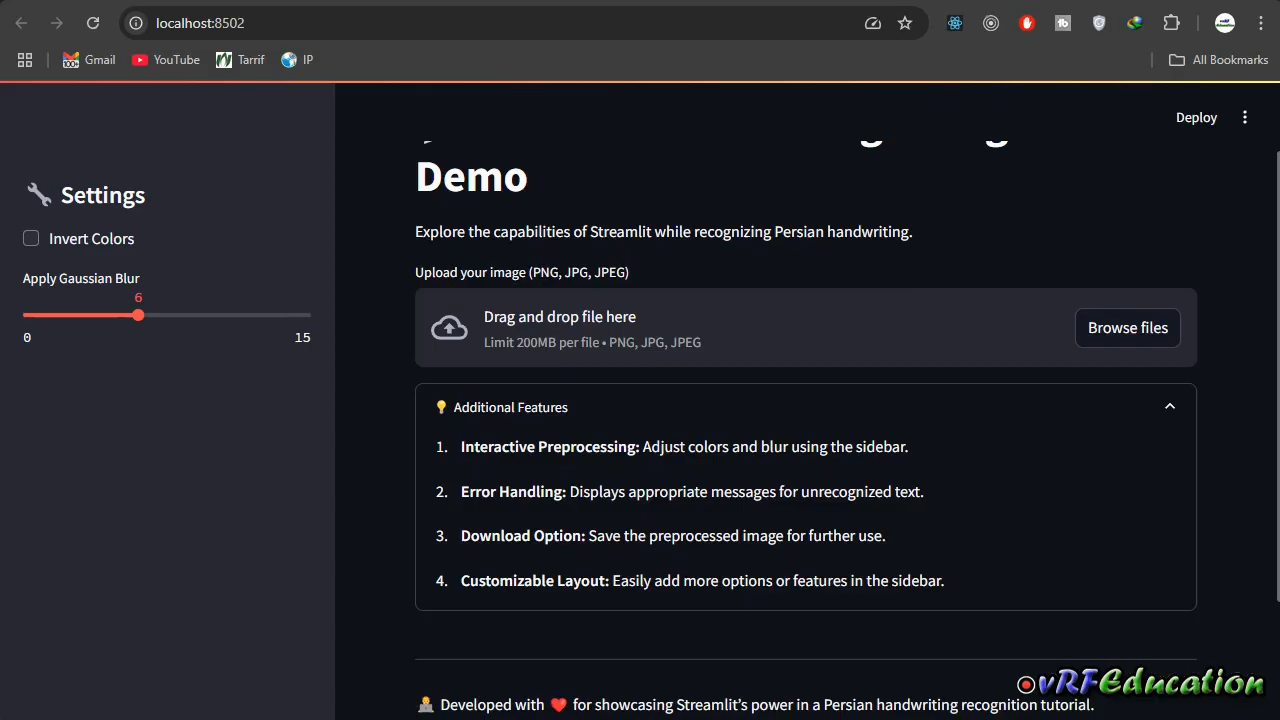 localhost:8502
Gmail
YouTube
Tarrif
IP
All Bookmarks
Deploy
Settings
Invert Colors
Apply Gaussian Blur
6
0 15
Demo
Explore the capabilities of Streamlit while recognizing Persian handwriting.
Upload your image (PNG, JPG, JPEG)
Drag and drop file here
Limit 200MB per file • PNG, JPG, JPEG
Browse files
💡 Additional Features
1. Interactive Preprocessing: Adjust colors and blur using the sidebar.
2. Error Handling: Displays appropriate messages for unrecognized text.
3. Download Option: Save the preprocessed image for further use.
4. Customizable Layout: Easily add more options or features in the sidebar.
vRFEducation
Developed with ❤️ for showcasing Streamlit’s power in a Persian handwriting recognition tutorial.